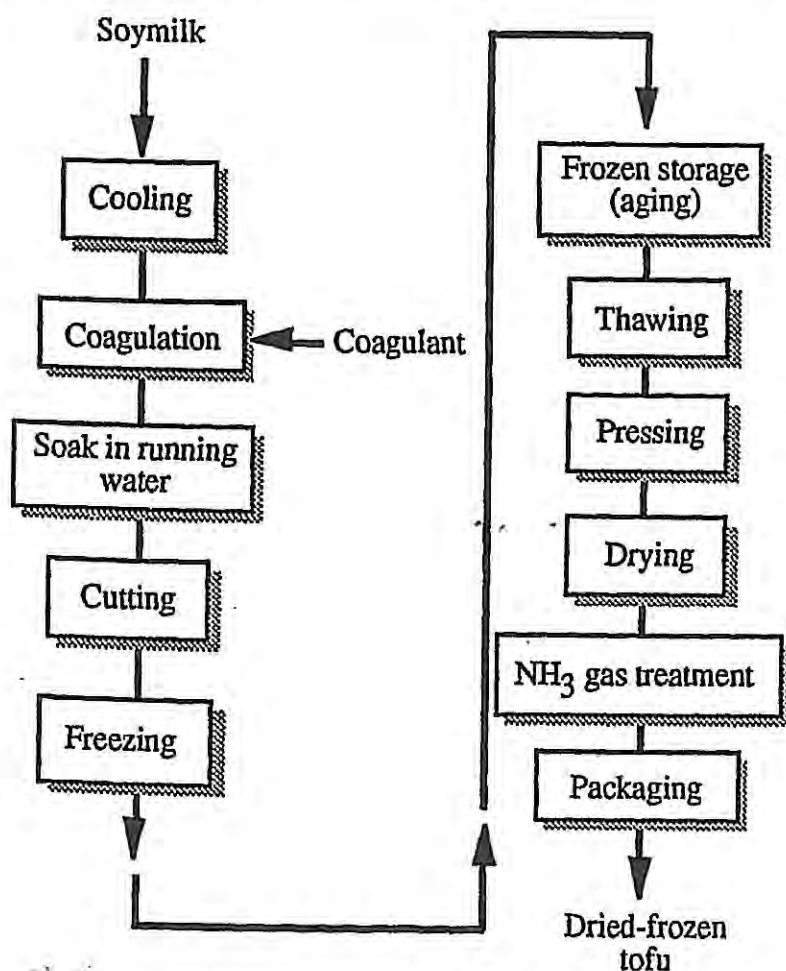 Soymilk
Cooling
Coagulation
Coagulant
Soak in running
water
Cutting
Freezing
Frozen storage
(aging)
Thawing
Pressing
Drying
NH3 gas treatment
Packaging
Dried-frozen
tofu